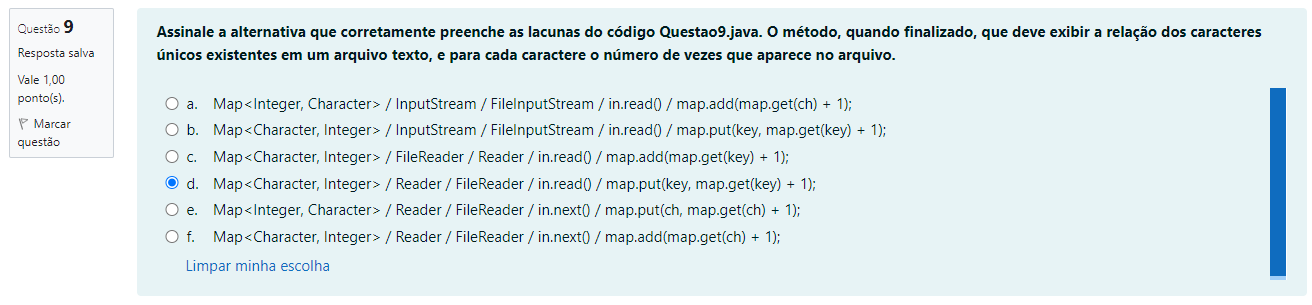 Questão 9
Resposta salva
Vale 1,00
ponto(s).
Marcar
questão
Assinale a alternativa que corretamente preenche as lacunas do código Questao9.java. O método, quando finalizado, que deve exibir a relação dos caracteres
únicos existentes em um arquivo texto, e para cada caractere o número de vezes que aparece no arquivo.
a. Map<Integer, Character> / InputStream / FileInputStream / in.read() / map.add(map.get(ch) + 1);
b. Map<Character, Integer> / InputStream / FileInputStream / in.read() / map.put(key, map.get(key) + 1);
c. Map<Character, Integer> / FileReader / Reader / in.read() / map.add(map.get(key) + 1);
d. Map<Character, Integer> / Reader / FileReader / in.read() / map.put(key, map.get(key) + 1);
e. Map<Integer, Character> / Reader / FileReader / in.next() / map.put(ch, map.get(ch) + 1);
f. Map<Character, Integer> / Reader / FileReader / in.next() / map.add(map.get(ch) + 1);
Limpar minha escolha